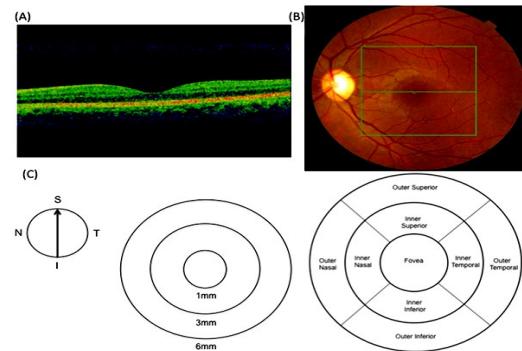 (A)
(B)
(C)
S
N T
I
1mm
3mm
6mm
Outer Superior
Inner Superior
Outer Nasal
Inner Nasal
Fovea
Inner Temporal
Outer Temporal
Inner Inferior
Outer Inferior